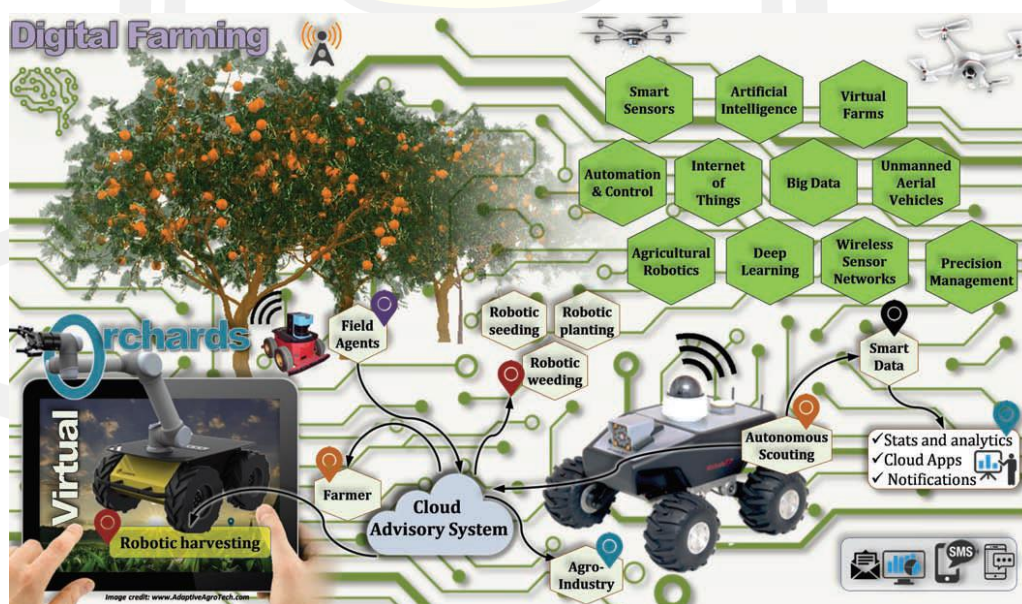 Digital Farming
Smart
Sensors
Artificial
Intelligence
Virtual
Farms
Automation
& Control
Internet
of
Things
Big Data
Unmanned
Aerial
Vehicles
Agricultural
Robotics
Deep
Learning
Wireless
Sensor
Networks
Precision
Management
Orchards
Virtual
Field
Agents
Robotic
seeding
Robotic
planting
Robotic
weeding
Smart
Data
Autonomous
Scouting
✓Stats and analytics
✓Cloud Apps
✓ Notifications
Farmer
Cloud
Advisory System
Robotic harvesting
Agro-
Industry
SMS
Image credit: www.AdaptiveAgroTech.com